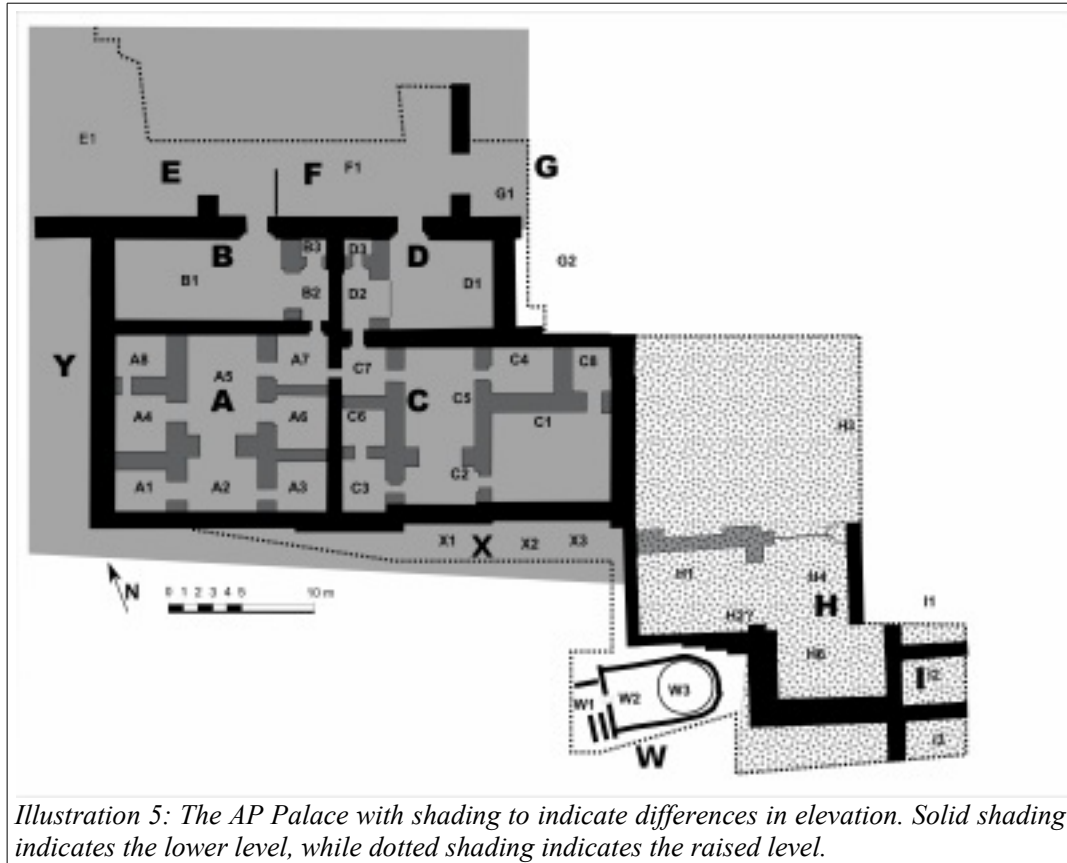 E1
E
F
F1
G
G1
G2
B
B1
B2
B3
D3
D
D2
D1
Y
A8
A7
A5
A
A4
A6
A1
A2
A3
C7
C4
C8
C5
C
C6
C1
C2
C3
H3
X1
X
X2
X3
N
0 1 2 3 4 5 10 m
H1
H4
H
H2?
H6
I1
I2
I3
W1
W2
W3
W
Illustration 5: The AP Palace with shading to indicate differences in elevation. Solid shading
indicates the lower level, while dotted shading indicates the raised level.